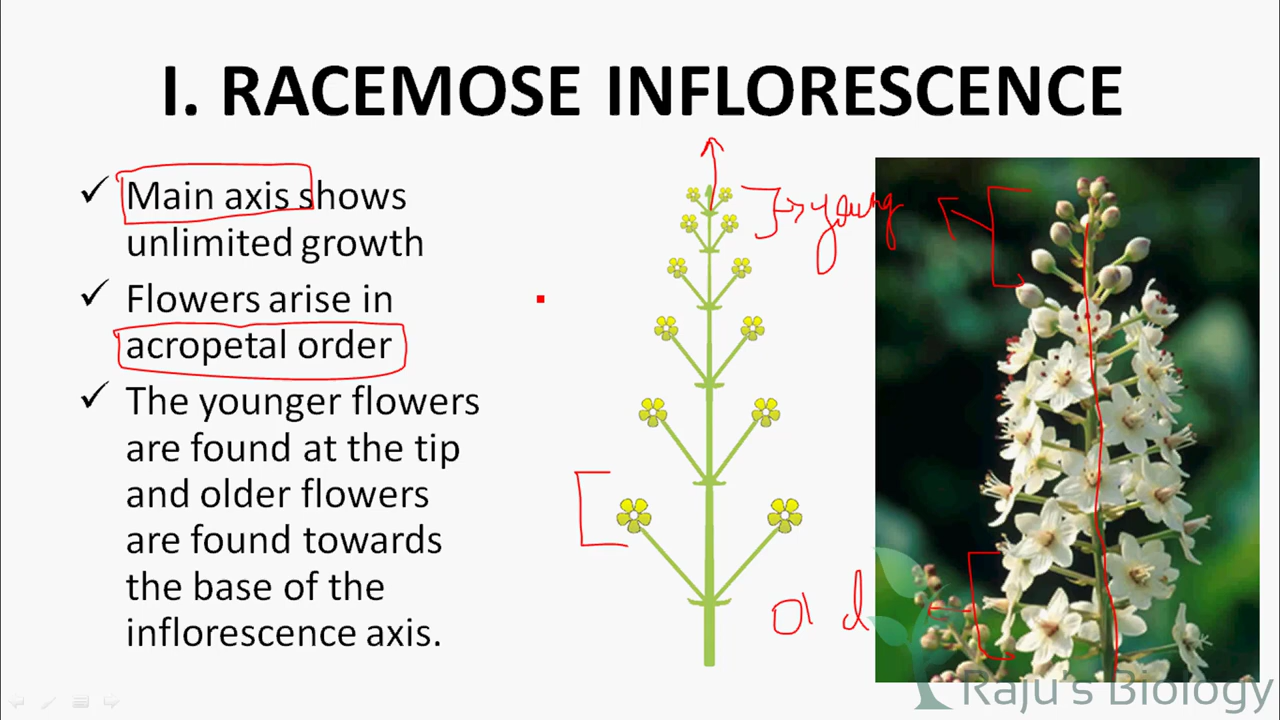 I. RACEMOSE INFLORESCENCE
✓ Main axis shows
unlimited growth
✓ Flowers arise in
acropetal order
✓ The younger flowers
are found at the tip
and older flowers
are found towards
the base of the
inflorescence axis.
young
old
Raju's Biology